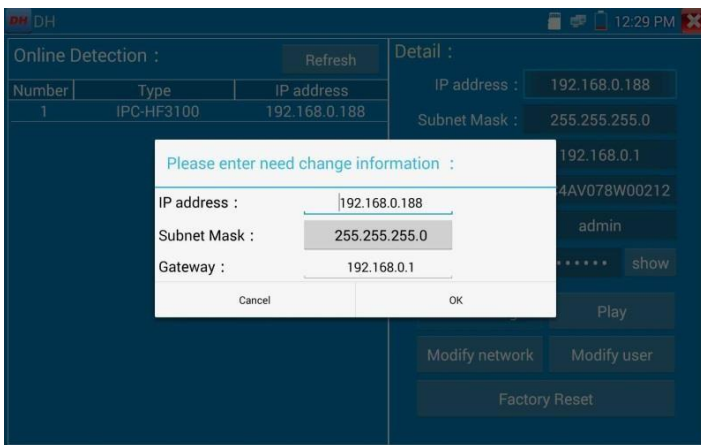 DH DH 12:29 PM
Online Detection : Refresh
Number Type IP address
1 IPC-HF3100 192.168.0.188
Detail :
IP address : 192.168.0.188
Subnet Mask : 255.255.255.0
192.168.0.1
4AV078W00212
admin
•••••• show
Play
Modify network Modify user
Factory Reset
Please enter need change information :
IP address : 192.168.0.188
Subnet Mask : 255.255.255.0
Gateway : 192.168.0.1
Cancel OK